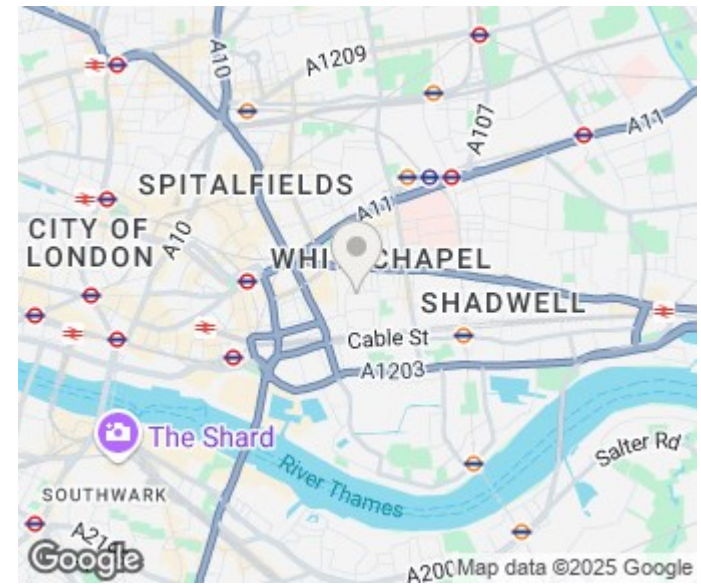 A1209
A10
A107
A11
SPITALFIELDS
A11
CITY OF
LONDON
A10
WHI CHAPEL
SHADWELL
Cable St
A1203
The Shard
River Thames
Salter Rd
SOUTHWARK
Google
Map data ©2025 Google